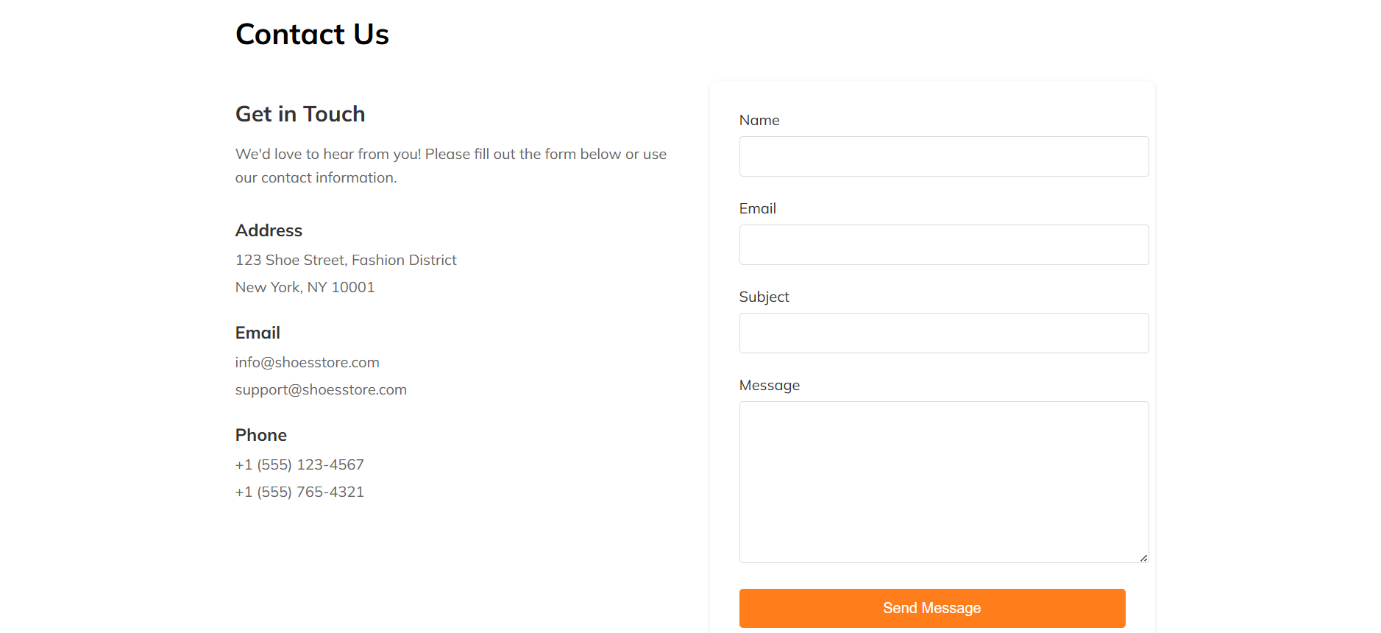 Contact Us
Get in Touch
We'd love to hear from you! Please fill out the form below or use
our contact information.
Address
123 Shoe Street, Fashion District
New York, NY 10001
Email
info@shoesstore.com
support@shoesstore.com
Phone
+1 (555) 123-4567
+1 (555) 765-4321
Name
Email
Subject
Message
Send Message